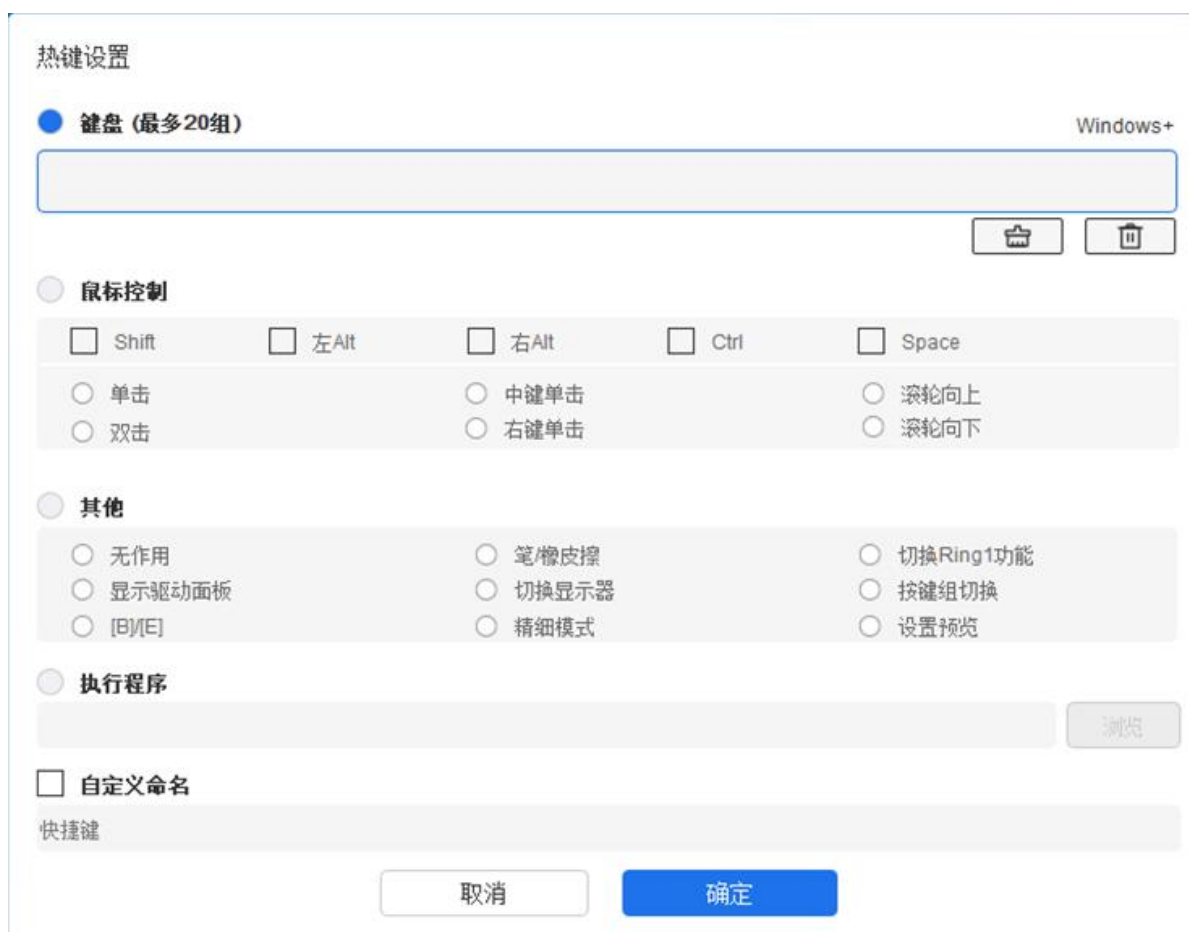 热键设置
键盘 (最多20组) Windows+
鼠标控制
Shift 左Alt 右Alt Ctrl Space
单击 中键单击 滚轮向上
双击 右键单击 滚轮向下
其他
无作用 笔/橡皮擦 切换Ring1功能
显示驱动面板 切换显示器 按键组切换
[B]/[E] 精细模式 设置预览
执行程序
浏览
自定义命名
快捷键
取消 确定